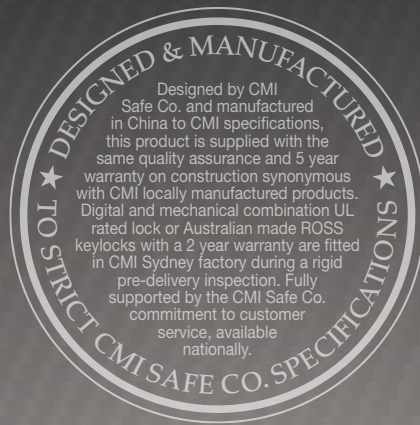 DESIGNED & MANUFACTURED
Designed by CMI
Safe Co. and manufactured
in China to CMI specifications,
this product is supplied with the
same quality assurance and 5 year
warranty on construction synonymous
with CMI locally manufactured products.
Digital and mechanical combination UL
rated lock or Australian made ROSS
keylocks with a 2 year warranty are fitted
in CMI Sydney factory during a rigid
pre-delivery inspection. Fully
supported by the CMI Safe Co.
commitment to customer
service, available
nationally.
TO STRICT CMI SAFE CO. SPECIFICATIONS